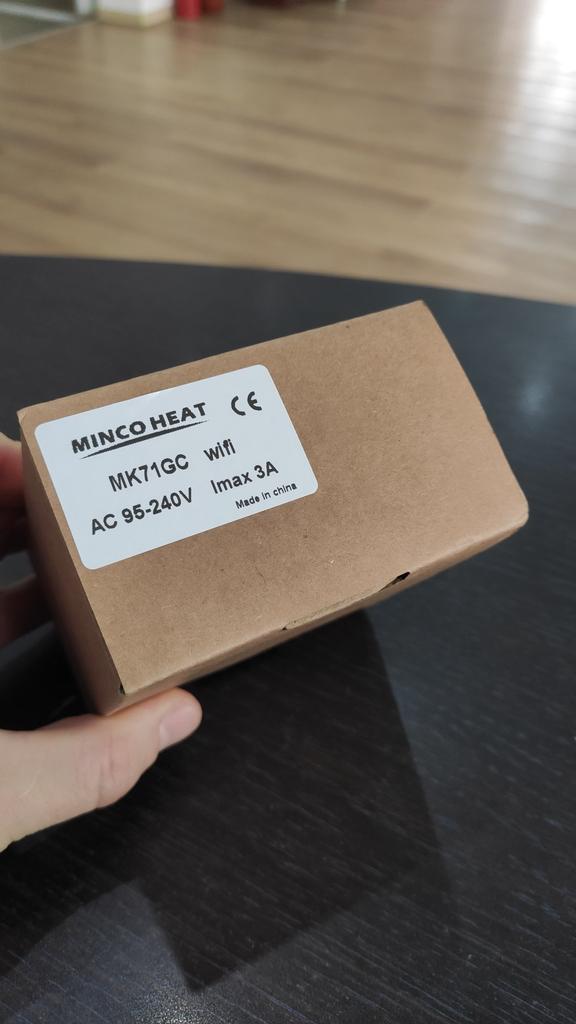 MINCO HEAT CE
MK71GC wifi
AC 95-240V Imax 3A
Made in china